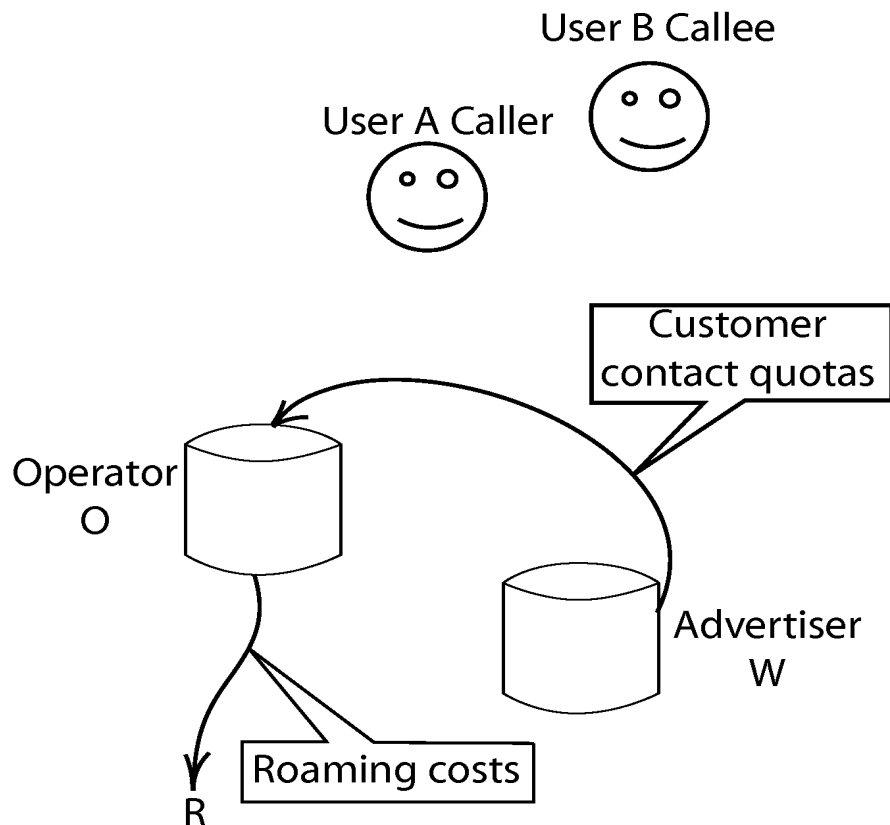 User B Callee
User A Caller
Customer
contact quotas
Operator
O
Advertiser
W
Roaming costs
R